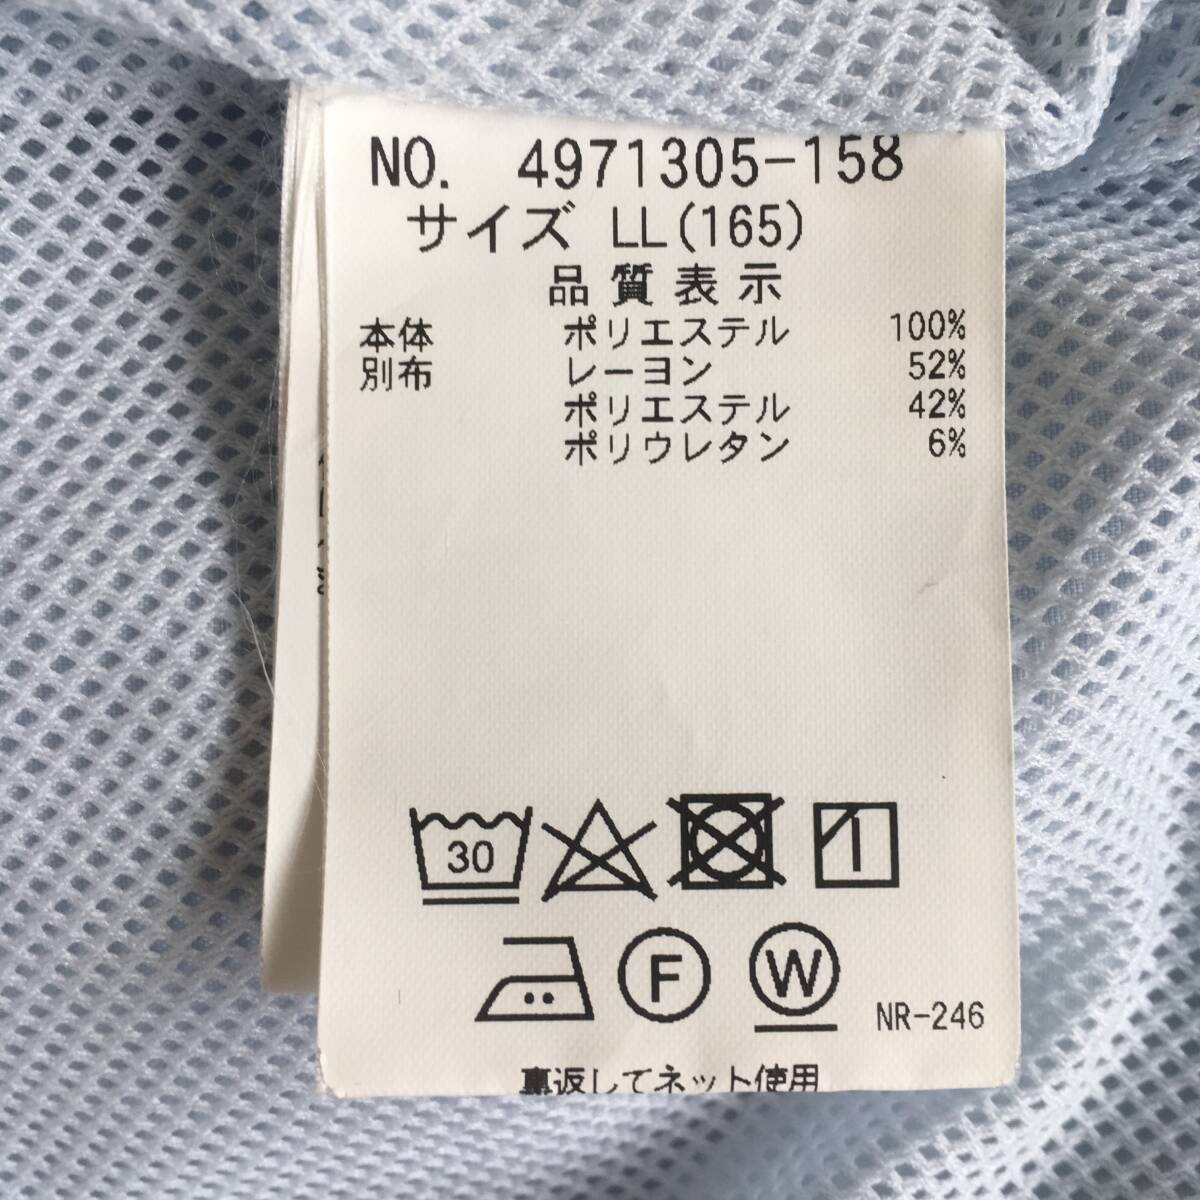 NO. 4971305-158
サイズ LL(165)
品質表示
本体 ポリエステル 100%
別布 レーヨン 52%
ポリエステル 42%
ポリウレタン 6%
30
F W NR-246
裏返してネット使用